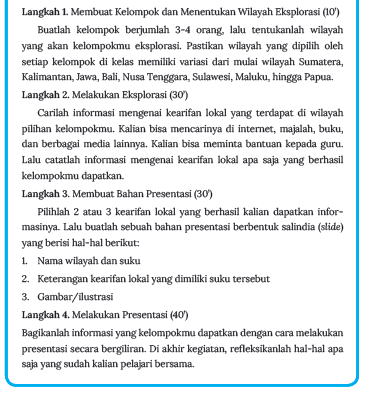 Langkah 1. Membuat Kelompok dan Menentukan Wilayah Eksplorasi (10')
Buatlah kelompok berjumlah 3-4 orang, lalu tentukanlah wilayah
yang akan kelompokmu eksplorasi. Pastikan wilayah yang dipilih oleh
setiap kelompok di kelas memiliki variasi dari mulai wilayah Sumatera,
Kalimantan, Jawa, Bali, Nusa Tenggara, Sulawesi, Maluku, hingga Papua.
Langkah 2. Melakukan Eksplorasi (30')
Carilah informasi mengenai kearifan lokal yang terdapat di wilayah
pilihan kelompokmu. Kalian bisa mencarinya di internet, majalah, buku,
dan berbagai media lainnya. Kalian bisa meminta bantuan kepada guru.
Lalu catatlah informasi mengenai kearifan lokal apa saja yang berhasil
kelompokmu dapatkan.
Langkah 3. Membuat Bahan Presentasi (30')
Pilihlah 2 atau 3 kearifan lokal yang berhasil kalian dapatkan infor-
masinya. Lalu buatlah sebuah bahan presentasi berbentuk salindia (slide)
yang berisi hal-hal berikut:
1. Nama wilayah dan suku
2. Keterangan kearifan lokal yang dimiliki suku tersebut
3. Gambar/ilustrasi
Langkah 4. Melakukan Presentasi (40')
Bagikanlah informasi yang kelompokmu dapatkan dengan cara melakukan
presentasi secara bergiliran. Di akhir kegiatan, refleksikanlah hal-hal apa
saja yang sudah kalian pelajari bersama.